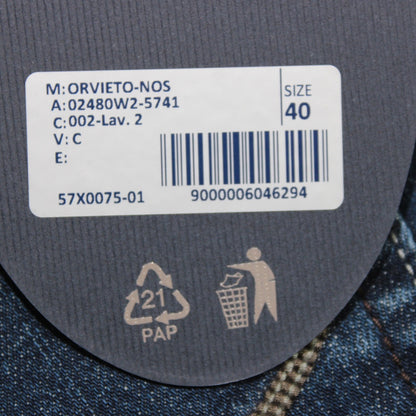 M: ORVIETO-NOS
A: 02480W2-5741
C: 002-Lav. 2
V: C
E:
SIZE
40
57X0075-01
9000006046294
21
PAP